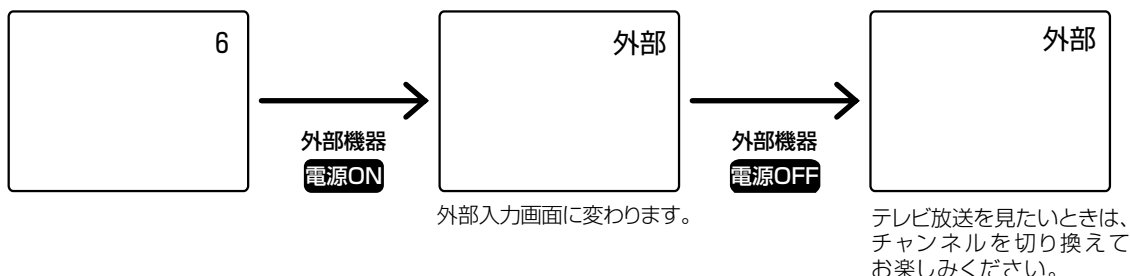 6
外部
外部
外部機器
電源ON
外部機器
電源OFF
外部入力画面に変わります。
テレビ放送を見たいときは、
チャンネルを切り換えて
お楽しみください。